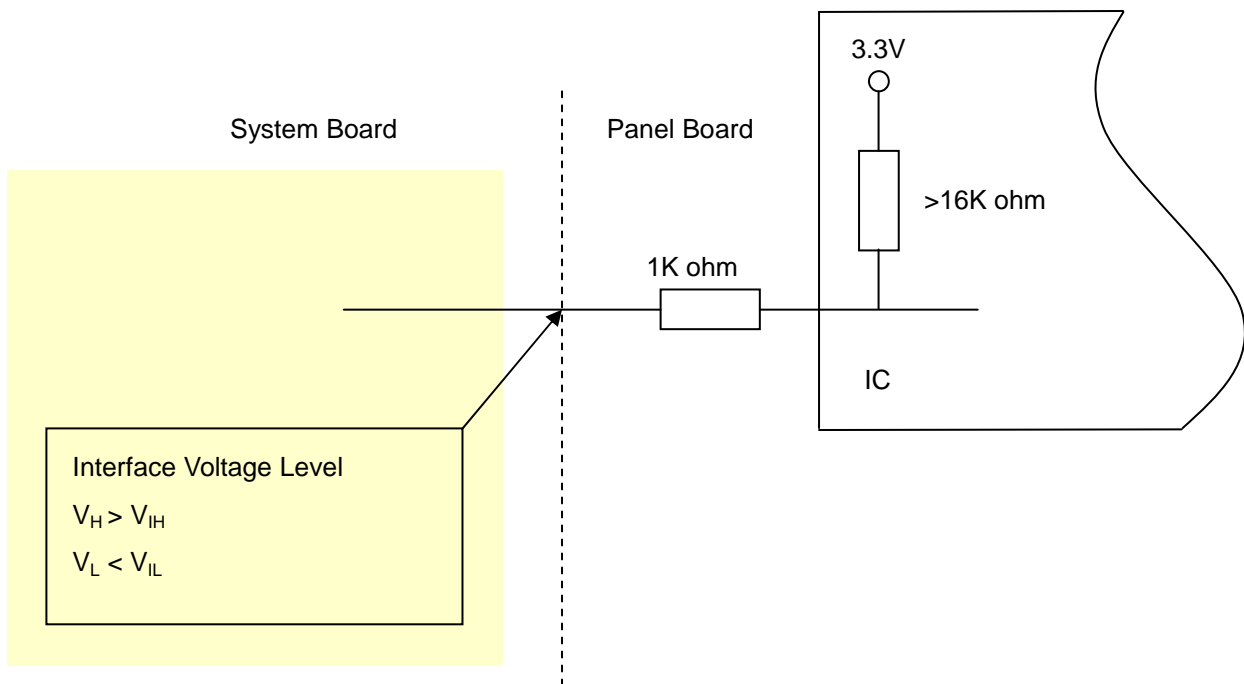 3.3V
System Board
Panel Board
>16K ohm
1K ohm
IC
Interface Voltage Level
V_H > V_IH
V_L < V_IL